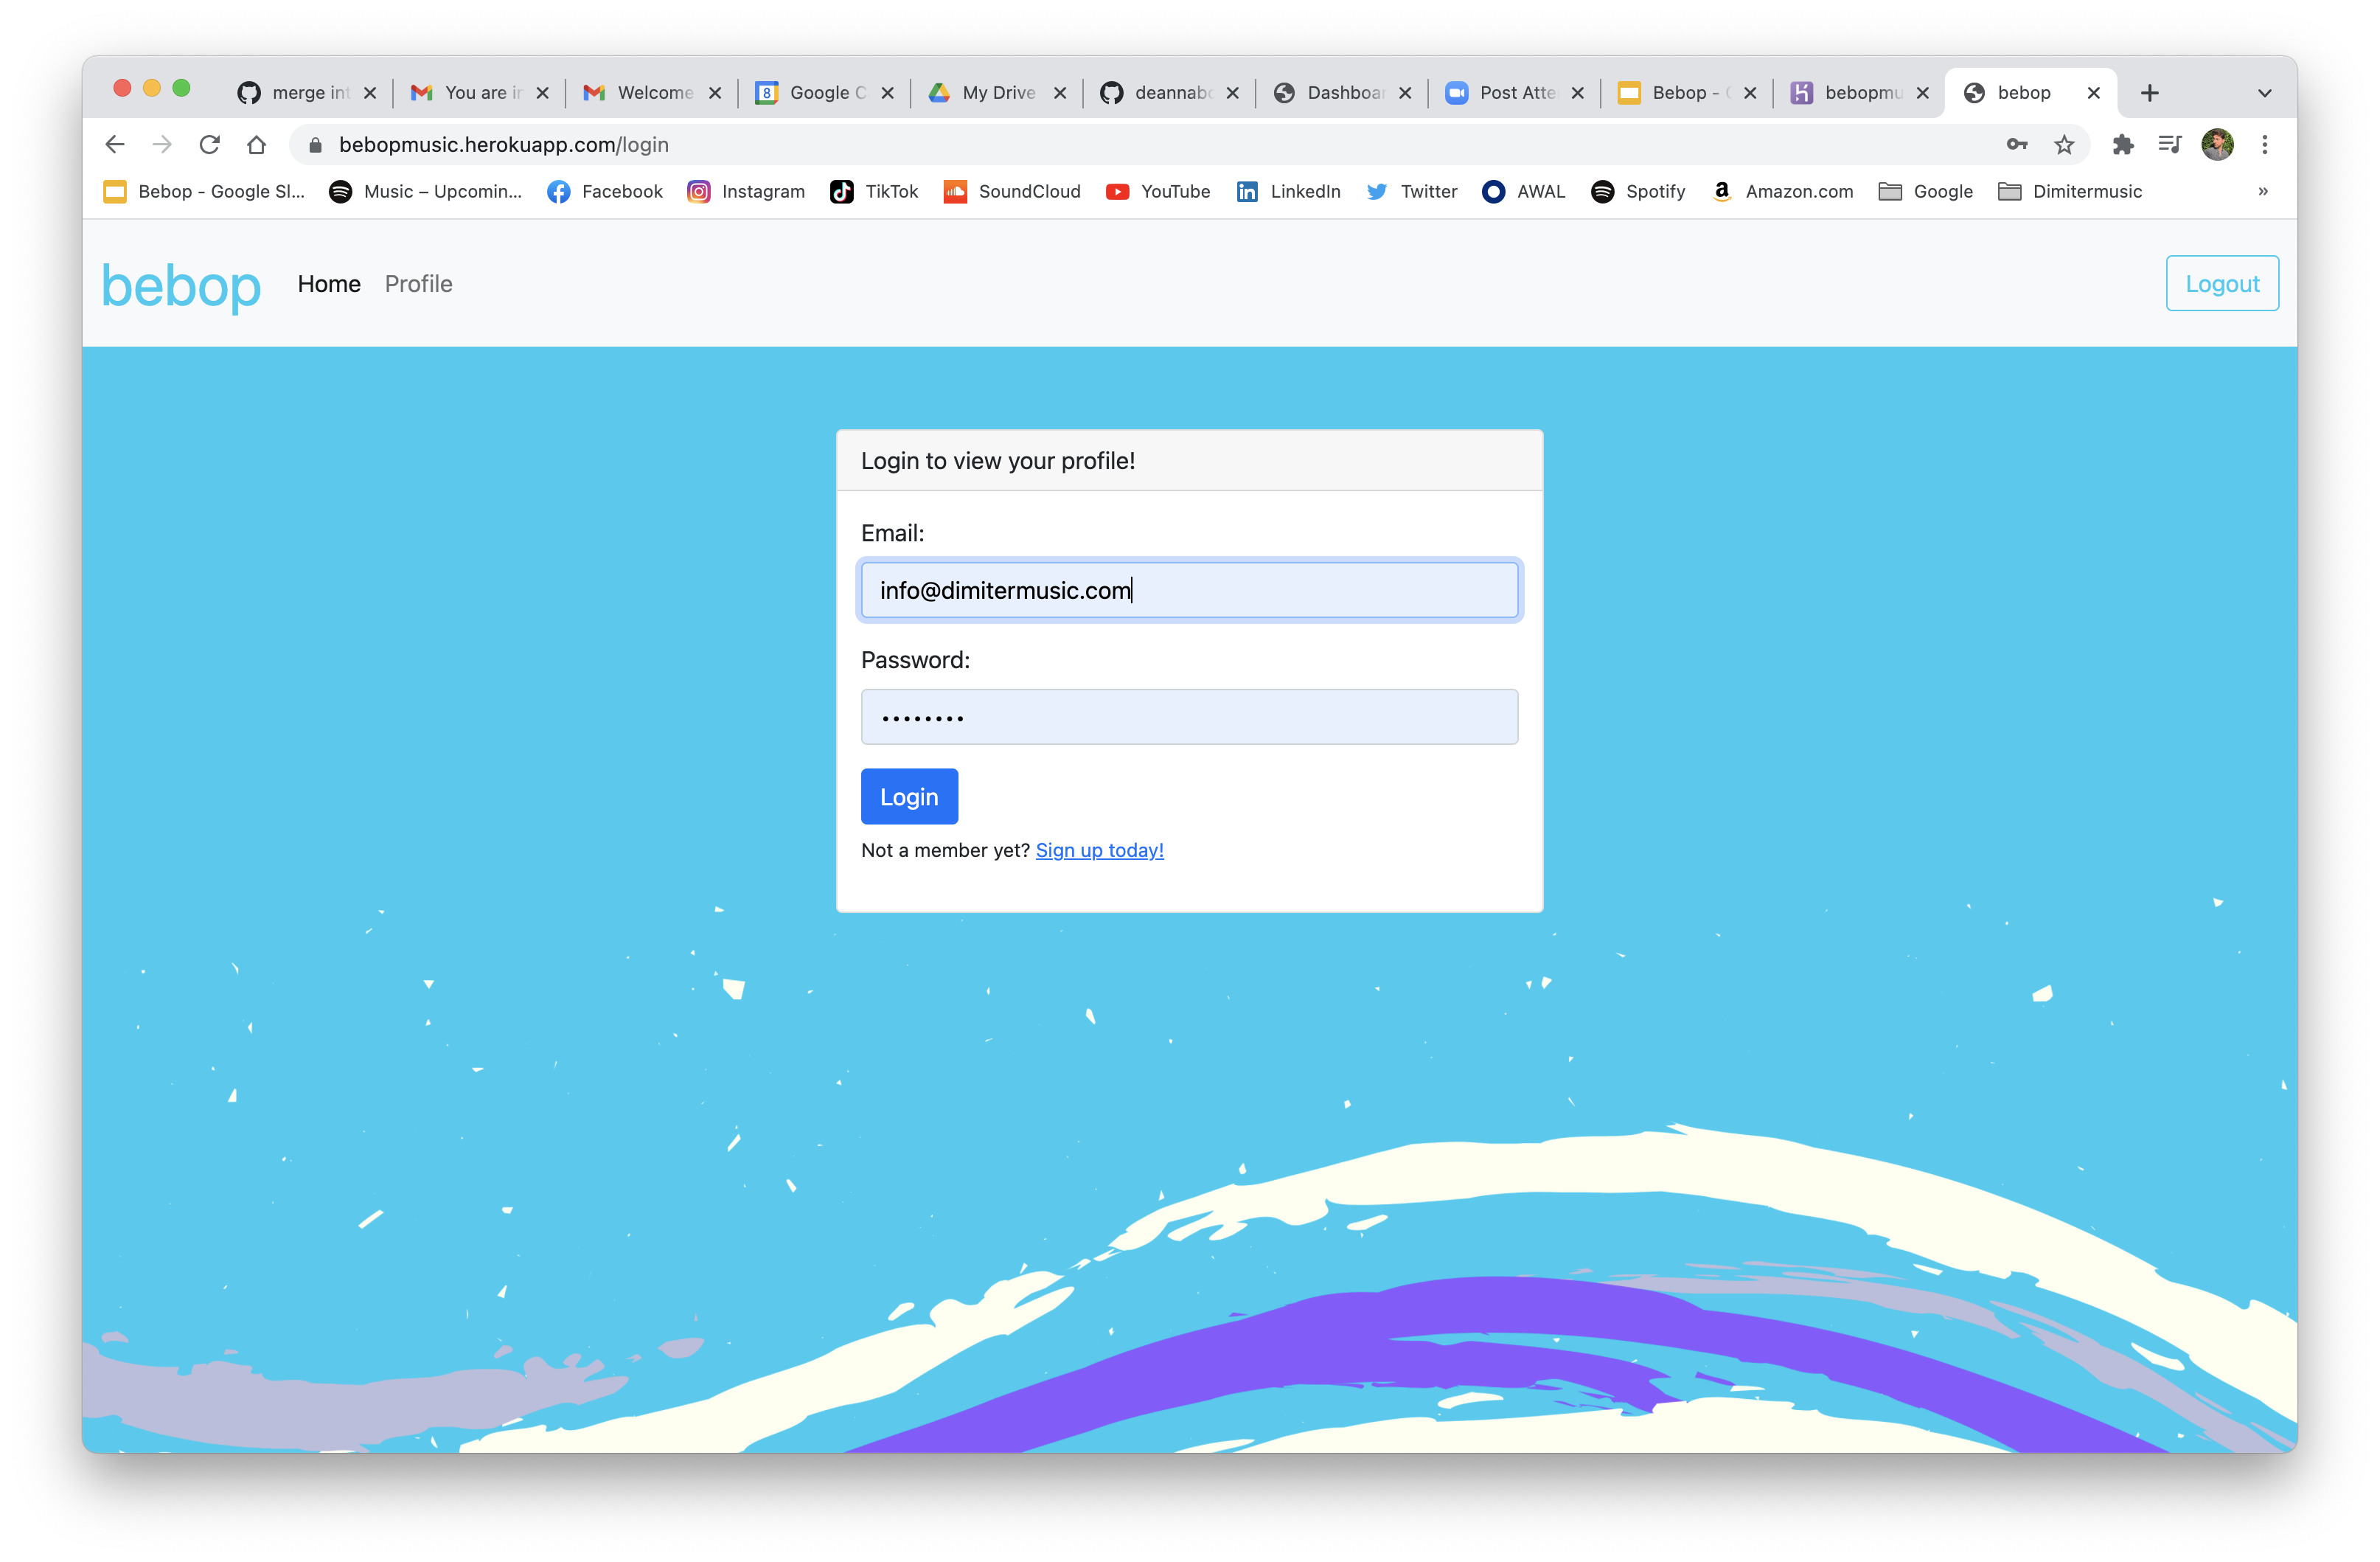 merge int You are in Welcome Google C My Drive deannabo Dashboar Post Atte Bebop - G bebopmu bebop
bebopmusic.herokuapp.com/login
Bebop - Google Sl... Music – Upcomin... Facebook Instagram TikTok SoundCloud YouTube LinkedIn Twitter AWAL Spotify Amazon.com Google Dimitermusic »
bebop Home Profile Logout
Login to view your profile!
Email:
info@dimitermusic.com
Password:
Login
Not a member yet? Sign up today!